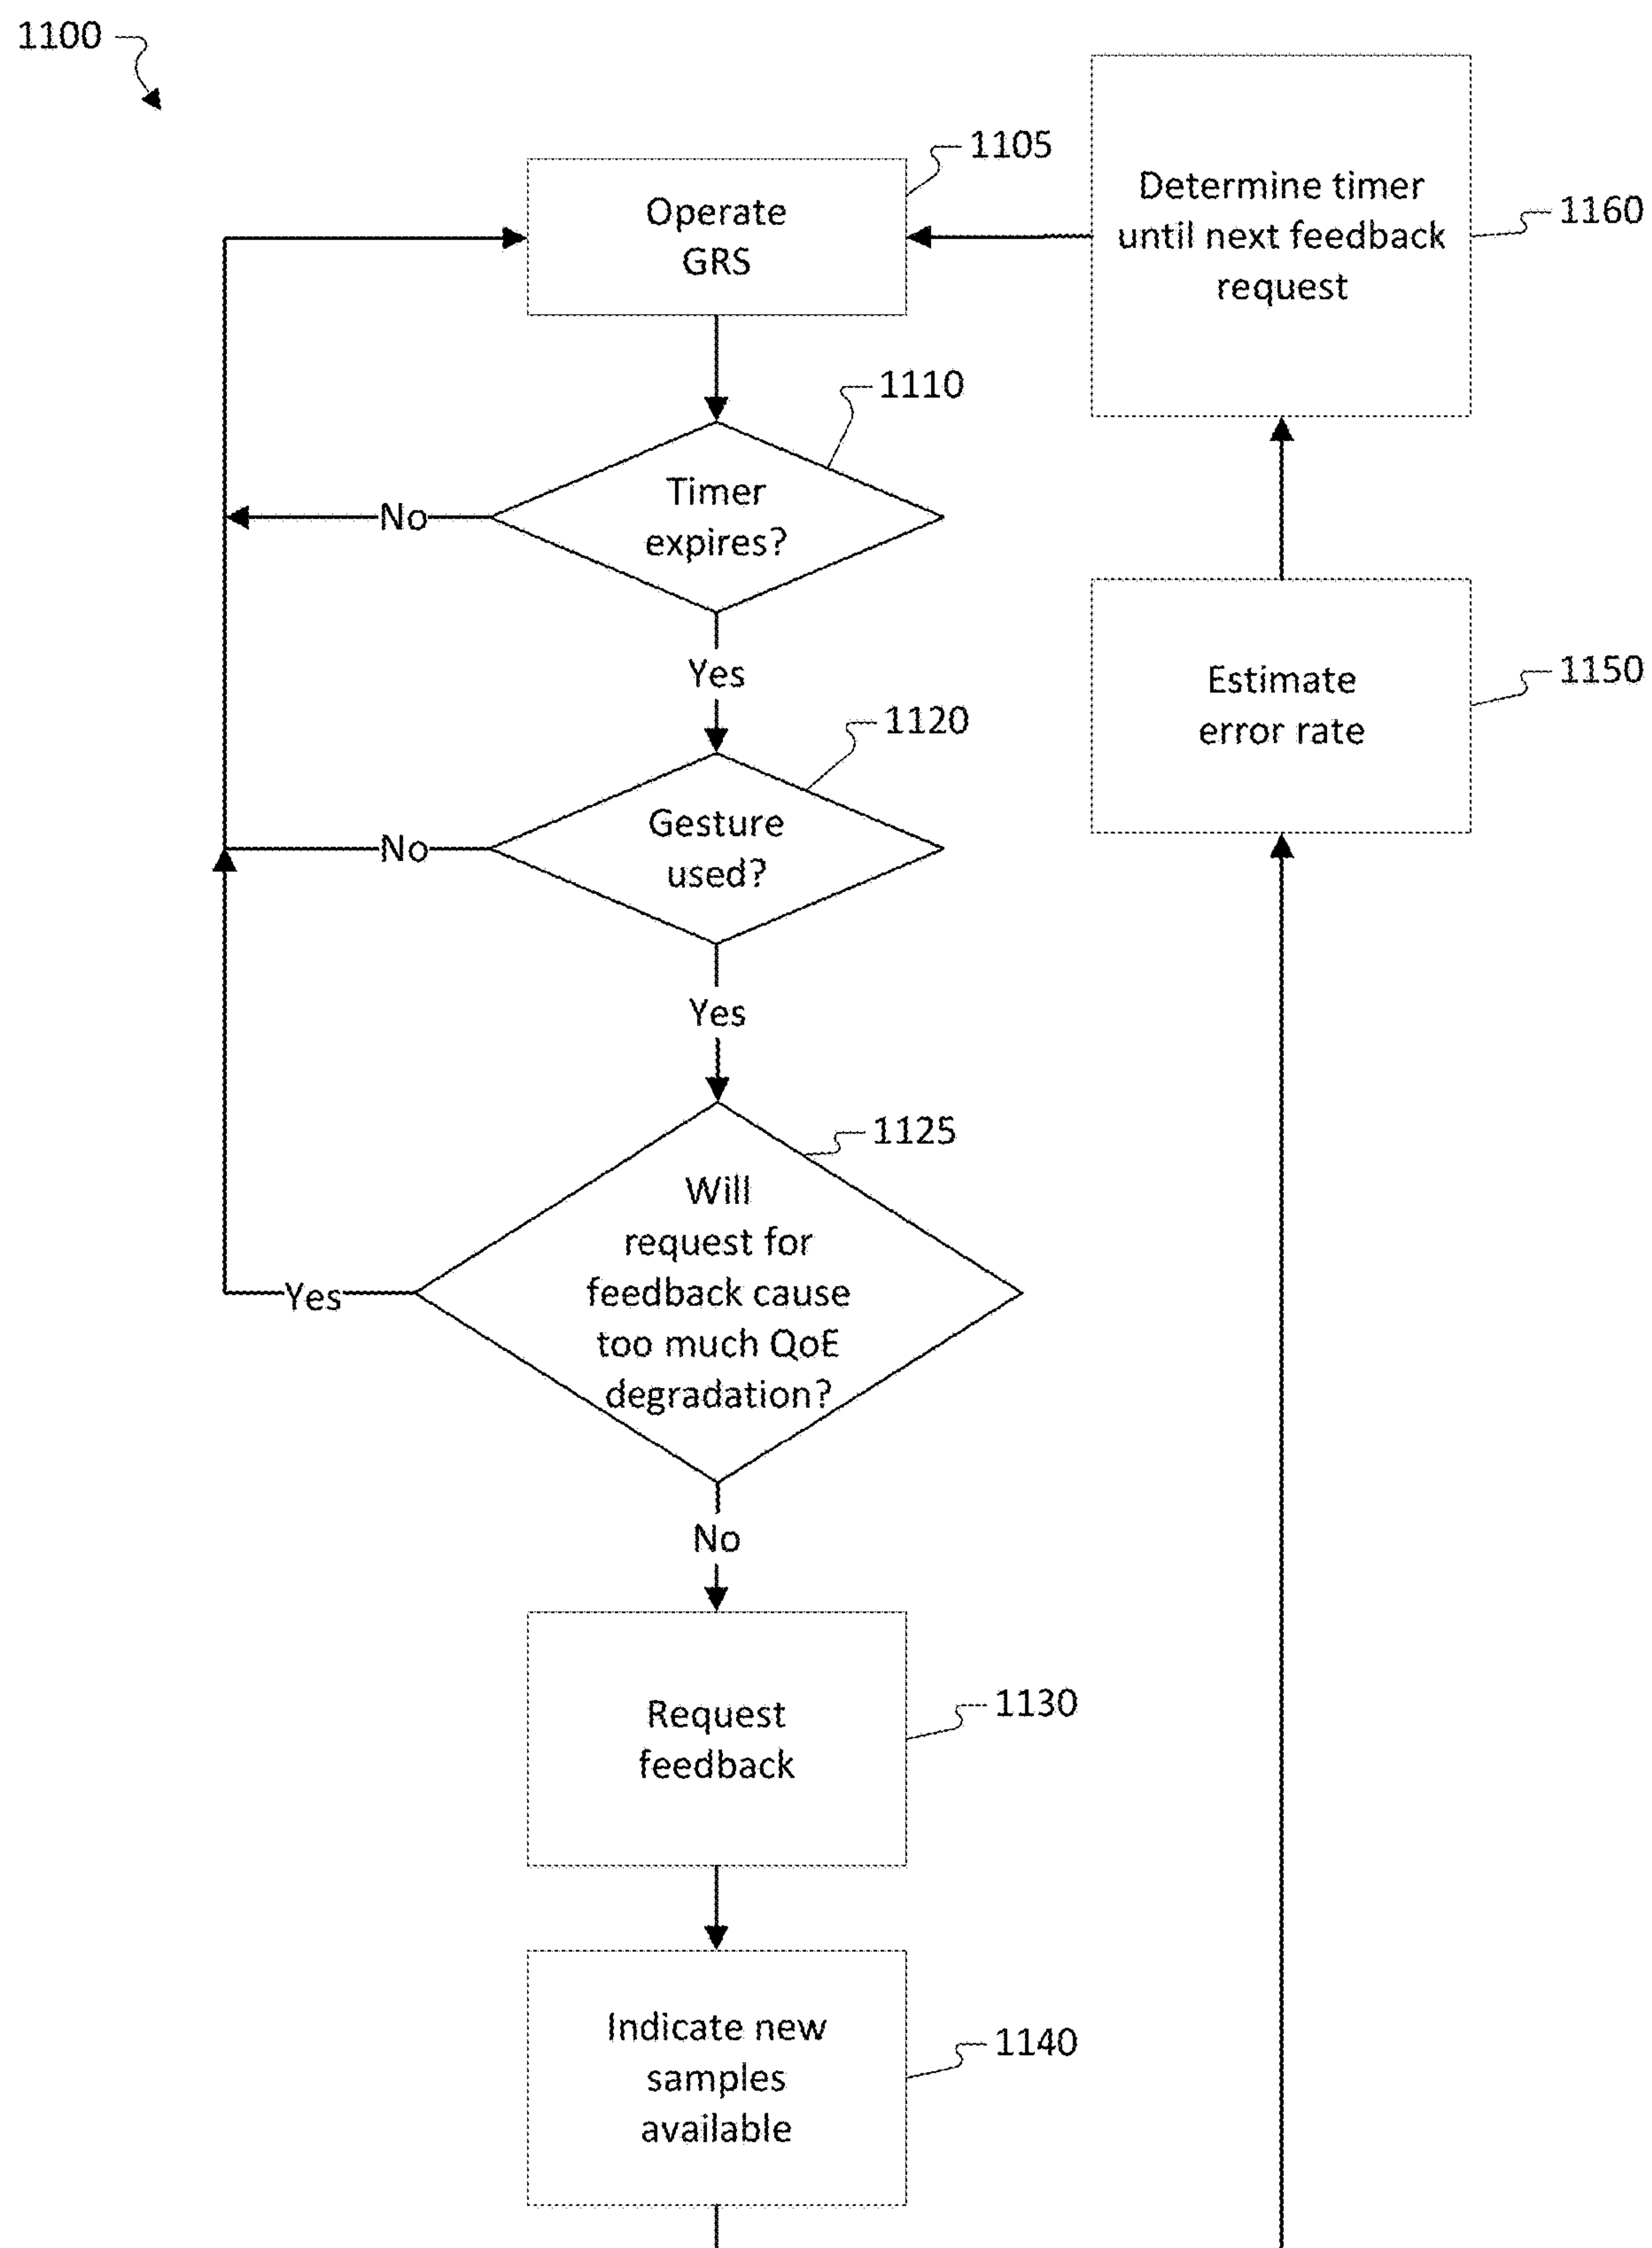 1100
1105
Operate
GRS
Determine timer
until next feedback
request
1160
1110
Timer
expires?
No
Yes
Estimate
error rate
1150
1120
Gesture
used?
No
Yes
1125
Will
request for
feedback cause
too much QoE
degradation?
Yes
No
Request
feedback
1130
Indicate new
samples
available
1140